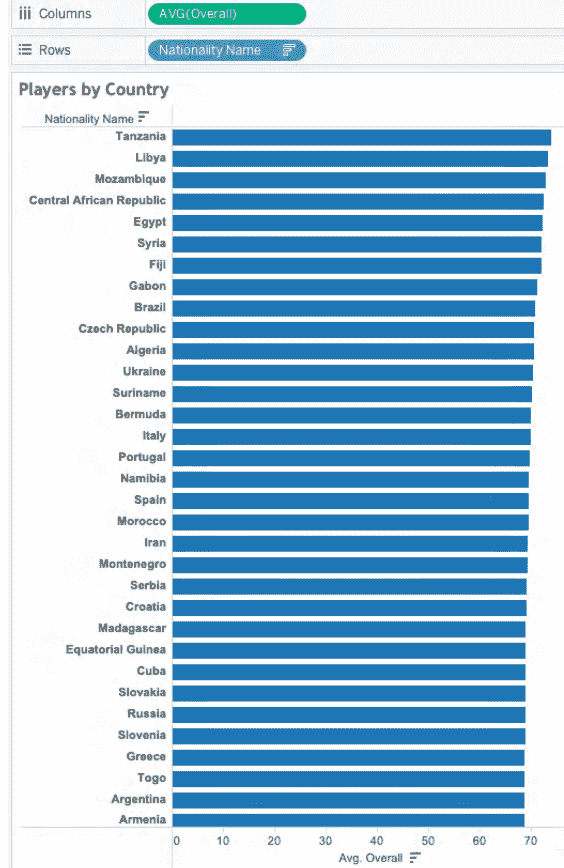 Columns AVG(Overall)
Rows Nationality Name
Players by Country
Nationality Name
Tanzania
Libya
Mozambique
Central African Republic
Egypt
Syria
Fiji
Gabon
Brazil
Czech Republic
Algeria
Ukraine
Suriname
Bermuda
Italy
Portugal
Namibia
Spain
Morocco
Iran
Montenegro
Serbia
Croatia
Madagascar
Equatorial Guinea
Cuba
Slovakia
Russia
Slovenia
Greece
Togo
Argentina
Armenia
0 10 20 30 40 50 60 70
Avg. Overall